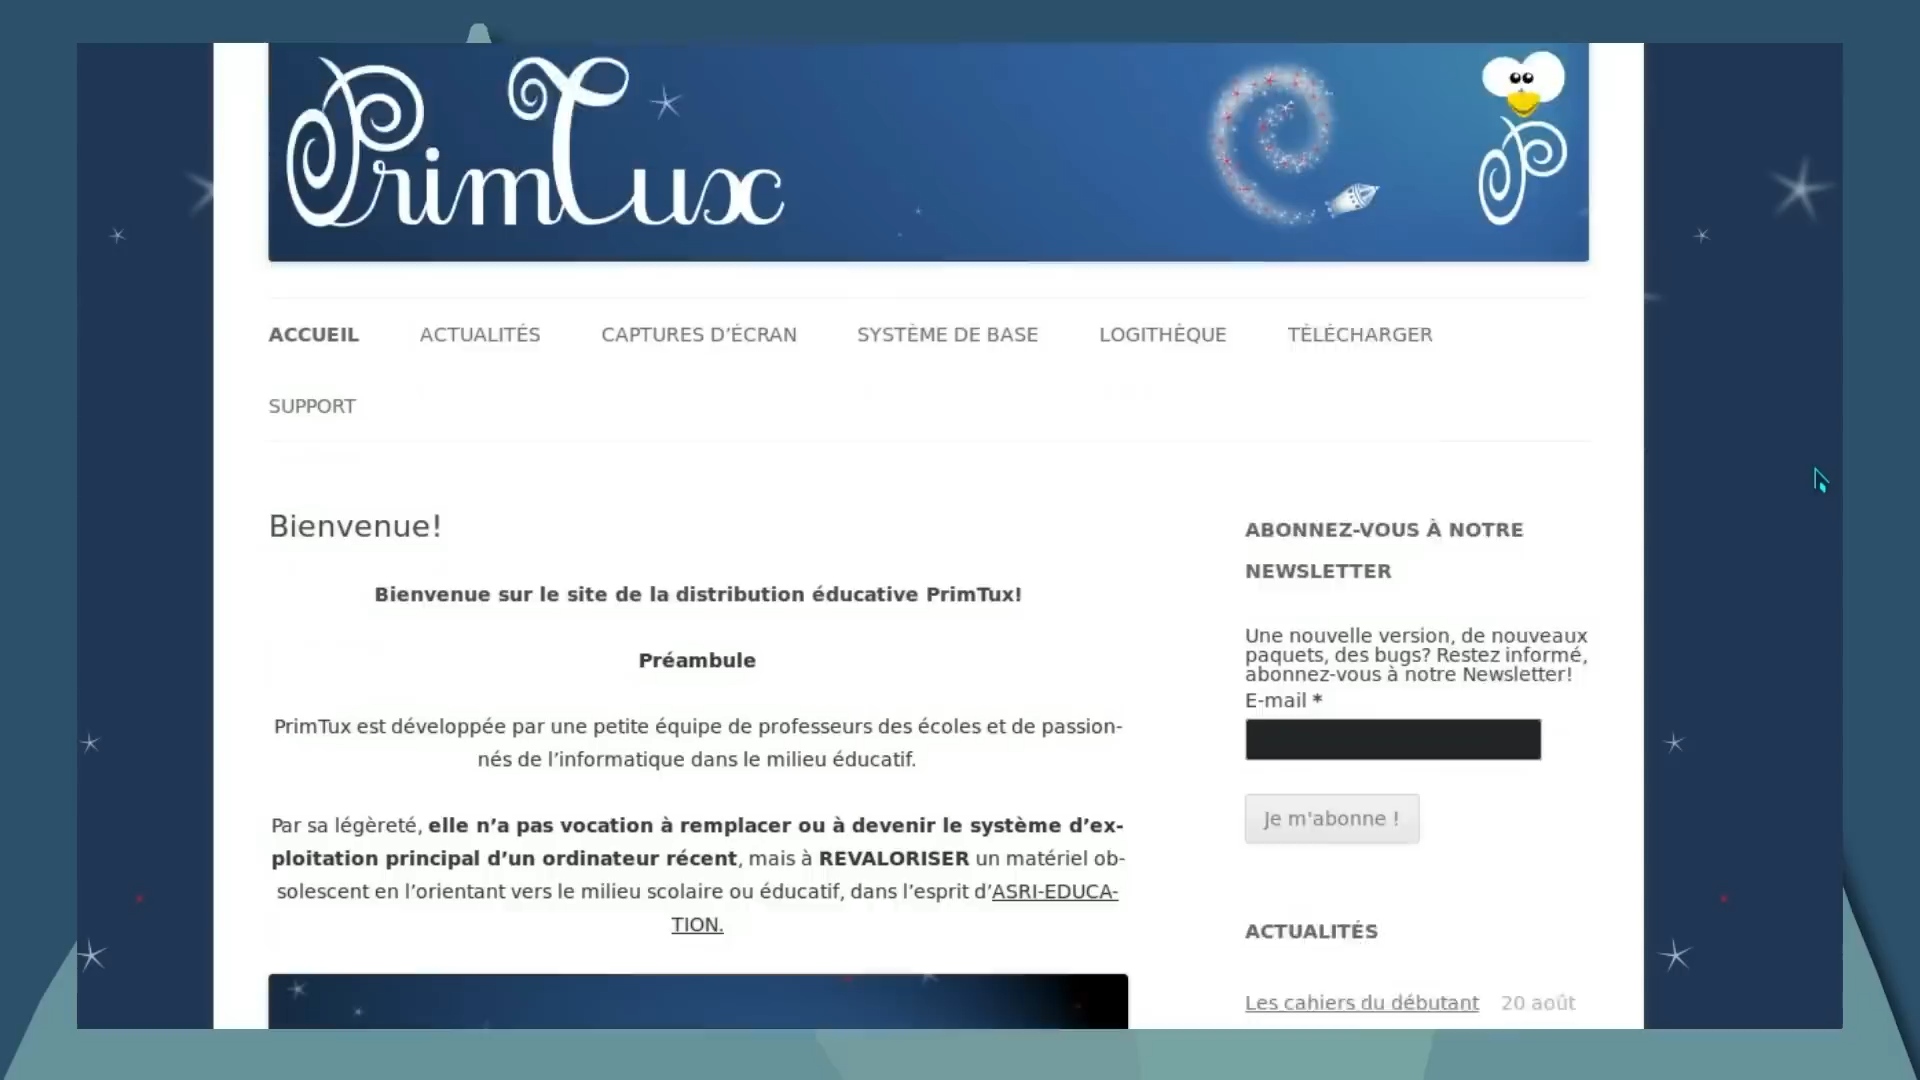 PrimTux
ACCUEIL ACTUALITÉS CAPTURES D’ÉCRAN SYSTÈME DE BASE LOGITHÈQUE TÉLÉCHARGER
SUPPORT
Bienvenue!
Bienvenue sur le site de la distribution éducative PrimTux!
Préambule
PrimTux est développée par une petite équipe de professeurs des écoles et de passion-
nés de l’informatique dans le milieu éducatif.
Par sa légèreté, elle n’a pas vocation à remplacer ou à devenir le système d’ex-
ploitation principal d’un ordinateur récent, mais à REVALORISER un matériel ob-
solescent en l’orientant vers le milieu scolaire ou éducatif, dans l’esprit d’ASRI-EDUCA-
TION.
ABONNEZ-VOUS À NOTRE
NEWSLETTER
Une nouvelle version, de nouveaux
paquets, des bugs? Restez informé,
abonnez-vous à notre Newsletter!
E-mail *
Je m'abonne !
ACTUALITÉS
Les cahiers du débutant 20 août